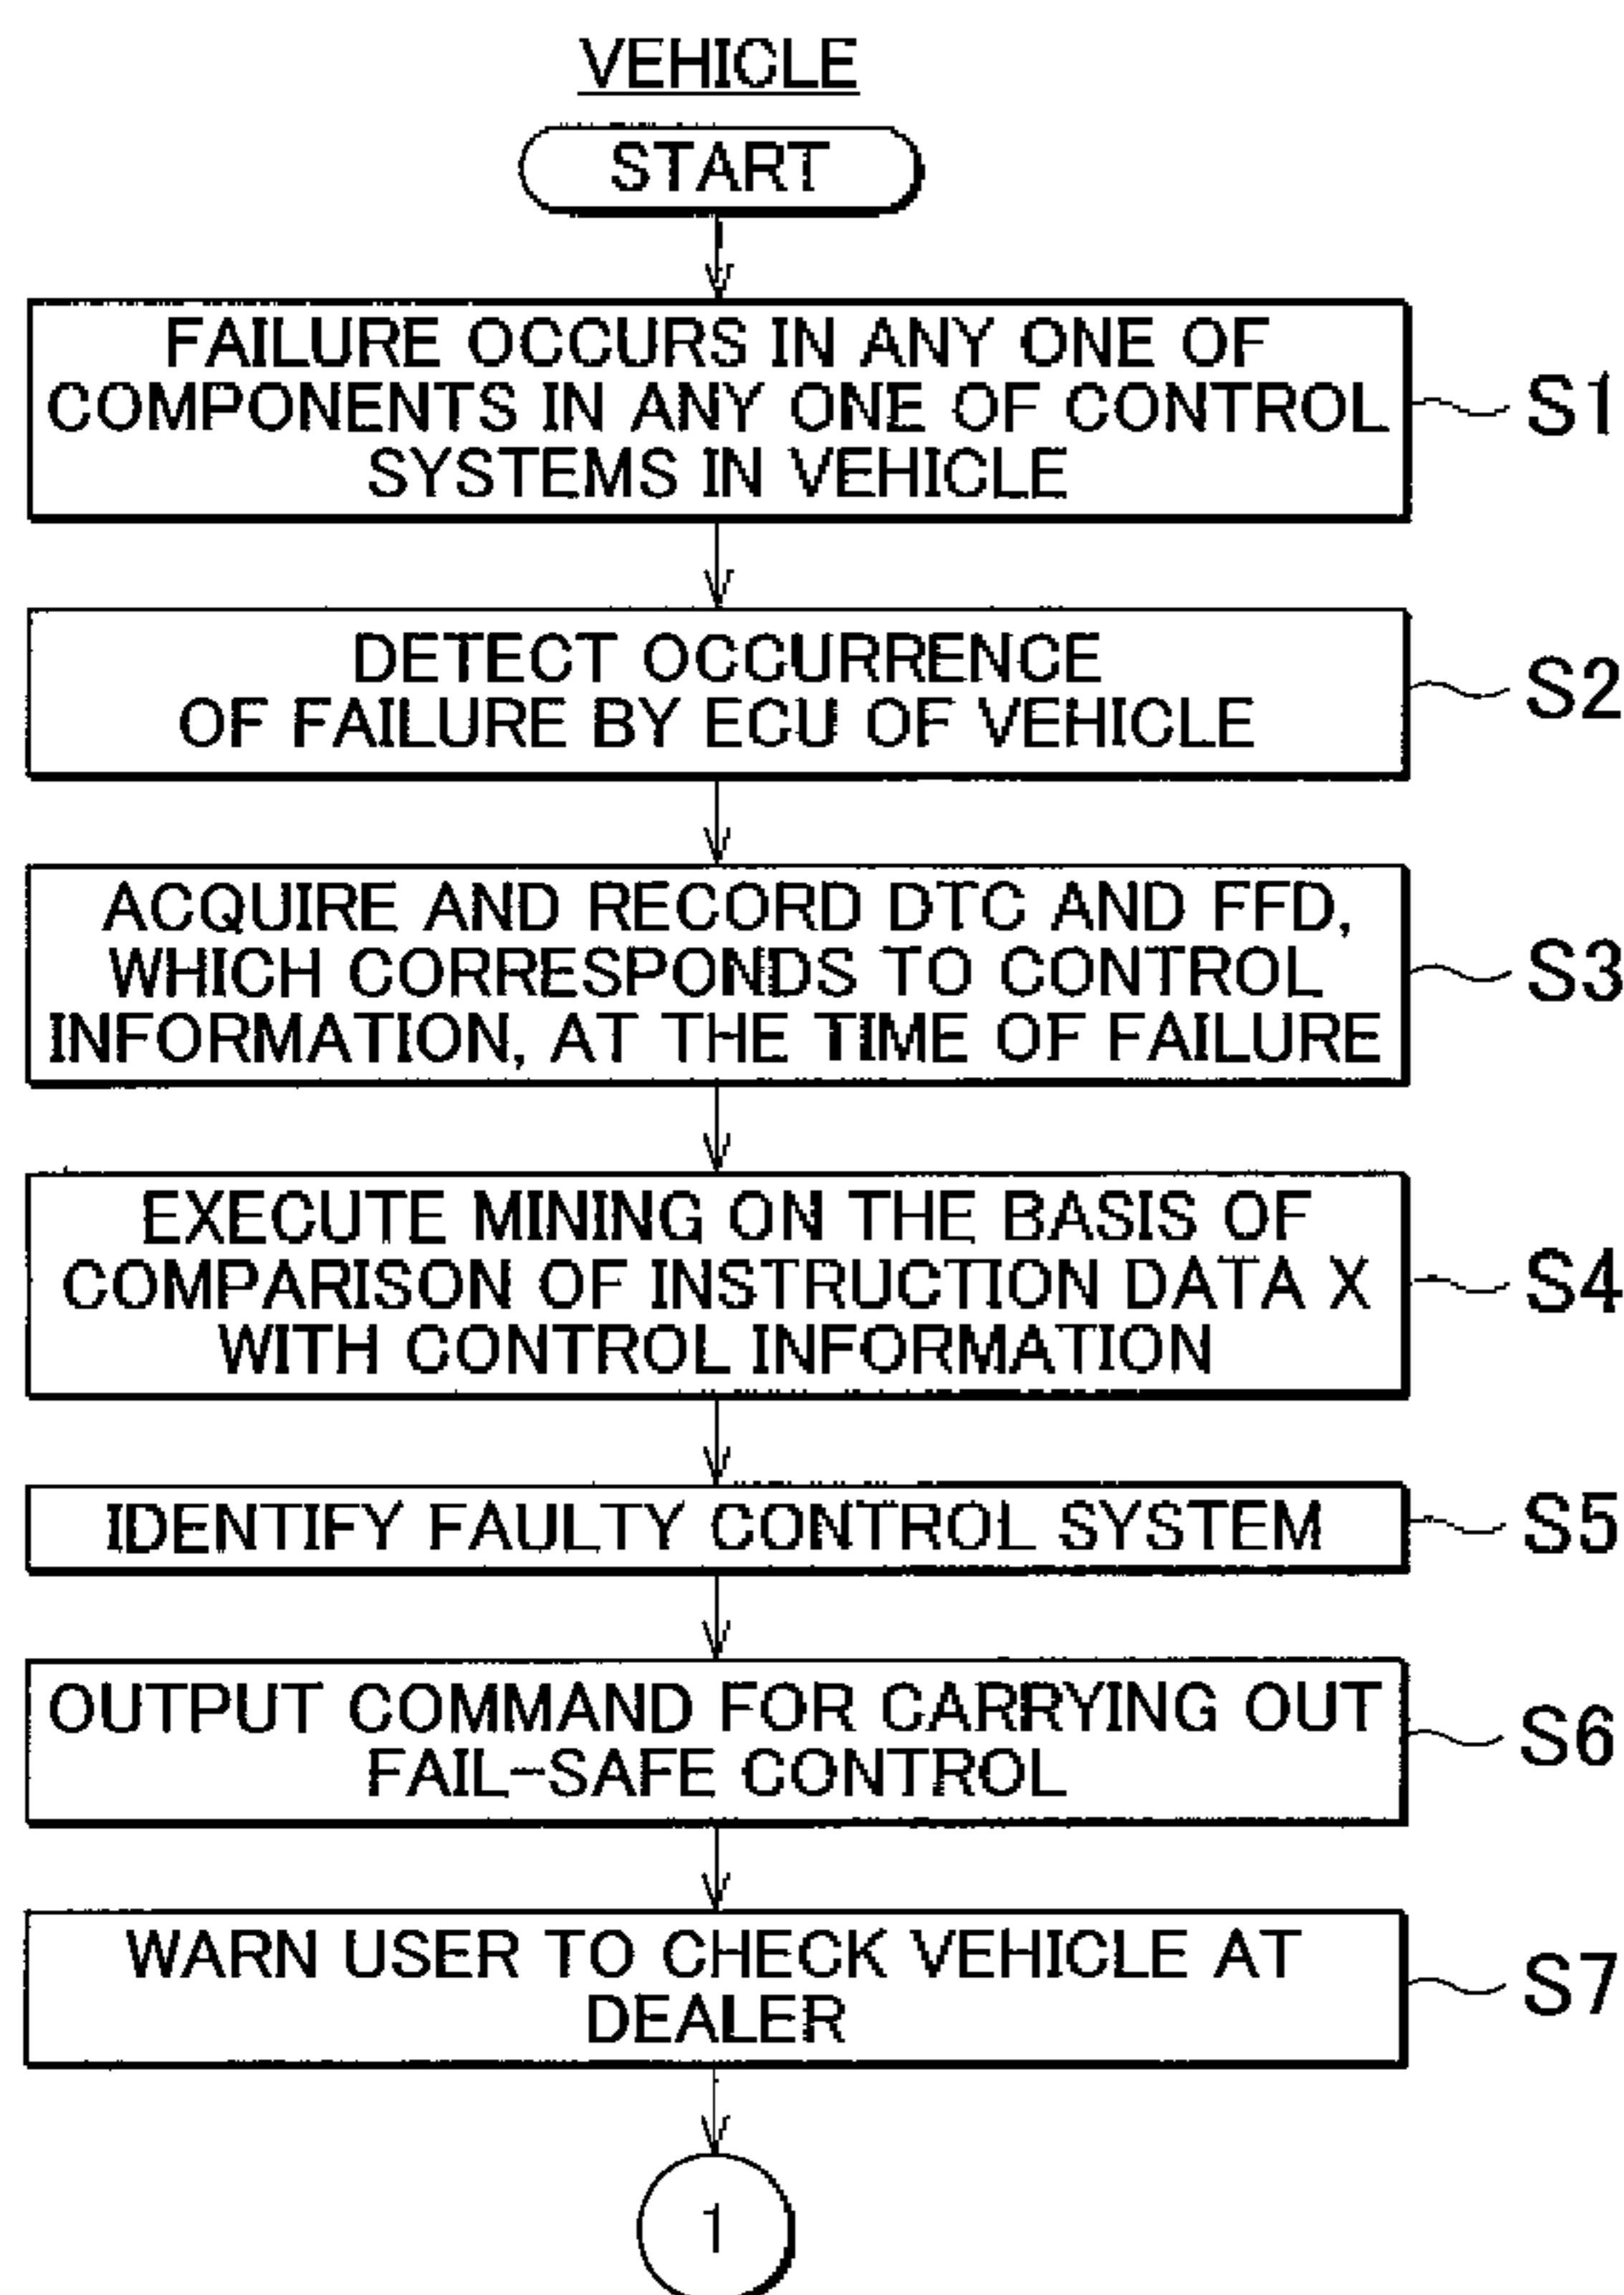 VEHICLE
START
FAILURE OCCURS IN ANY ONE OF
COMPONENTS IN ANY ONE OF CONTROL
SYSTEMS IN VEHICLE
S1
DETECT OCCURRENCE
OF FAILURE BY ECU OF VEHICLE
S2
ACQUIRE AND RECORD DTC AND FFD,
WHICH CORRESPONDS TO CONTROL
INFORMATION, AT THE TIME OF FAILURE
S3
EXECUTE MINING ON THE BASIS OF
COMPARISON OF INSTRUCTION DATA X
WITH CONTROL INFORMATION
S4
IDENTIFY FAULTY CONTROL SYSTEM
S5
OUTPUT COMMAND FOR CARRYING OUT
FAIL-SAFE CONTROL
S6
WARN USER TO CHECK VEHICLE AT
DEALER
S7
1